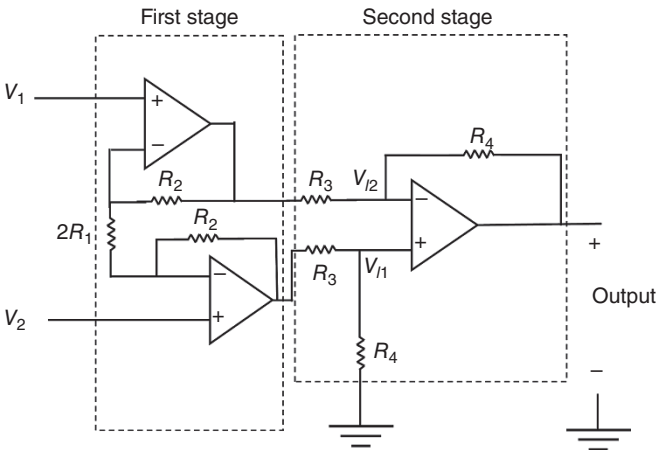 First stage
Second stage
V1
+
−
R2
R2
2R1
−
+
V2
R3
VI2
R4
−
+
R3
VI1
R4
+
Output
−